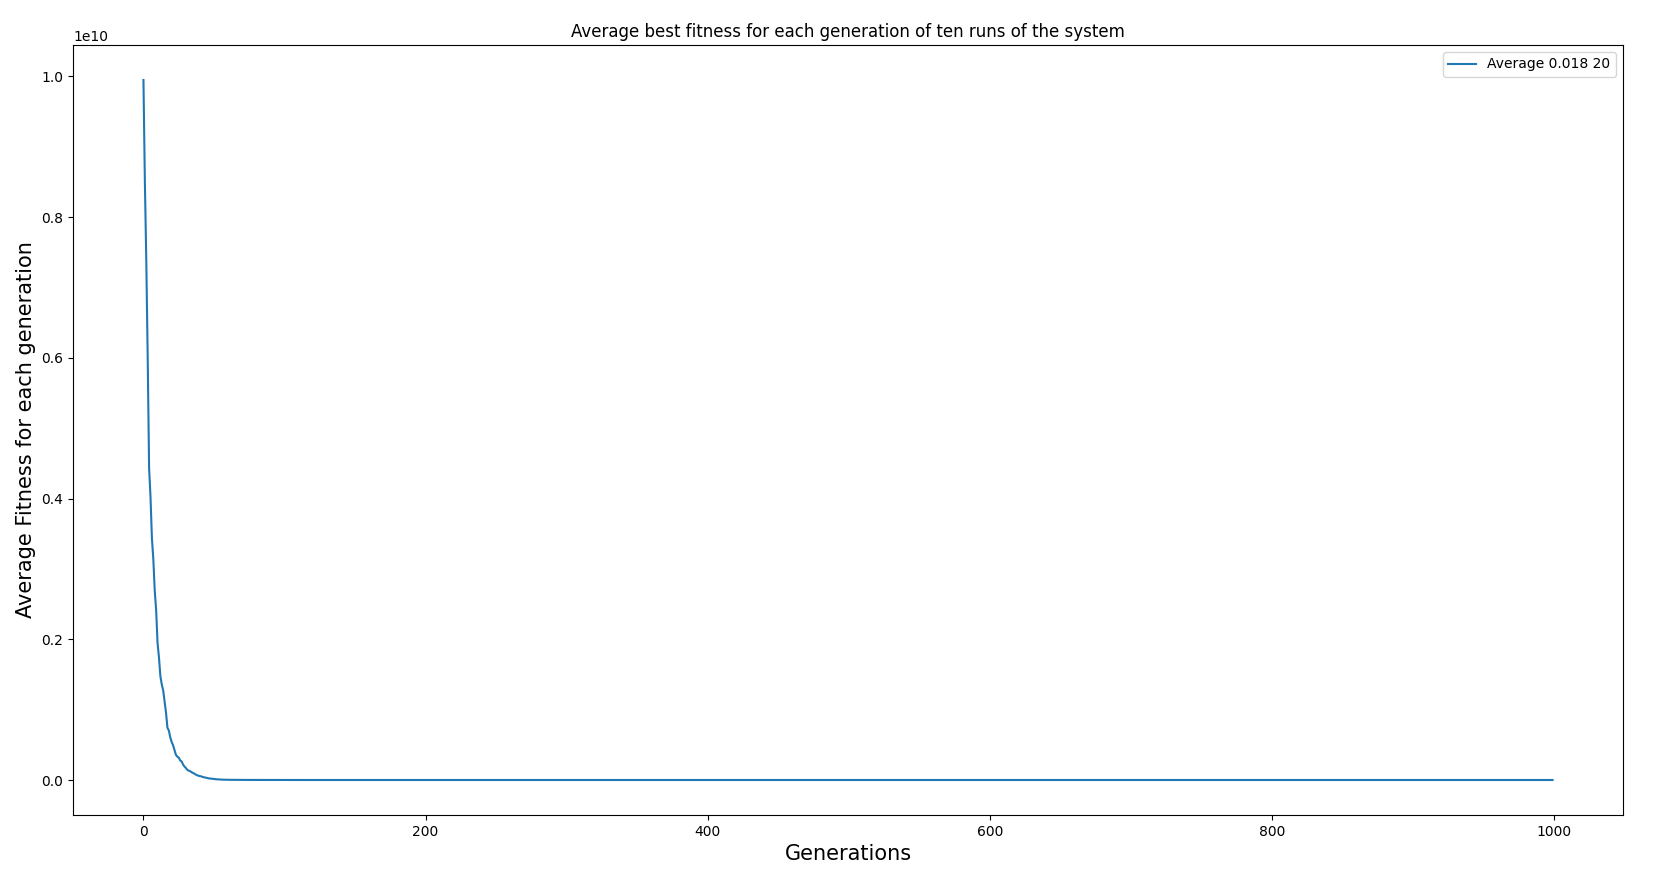 Average best fitness for each generation of ten runs of the system
1e10
Average 0.018 20
1.0
0.8
0.6
0.4
0.2
0.0
Average Fitness for each generation
0 200 400 600 800 1000
Generations